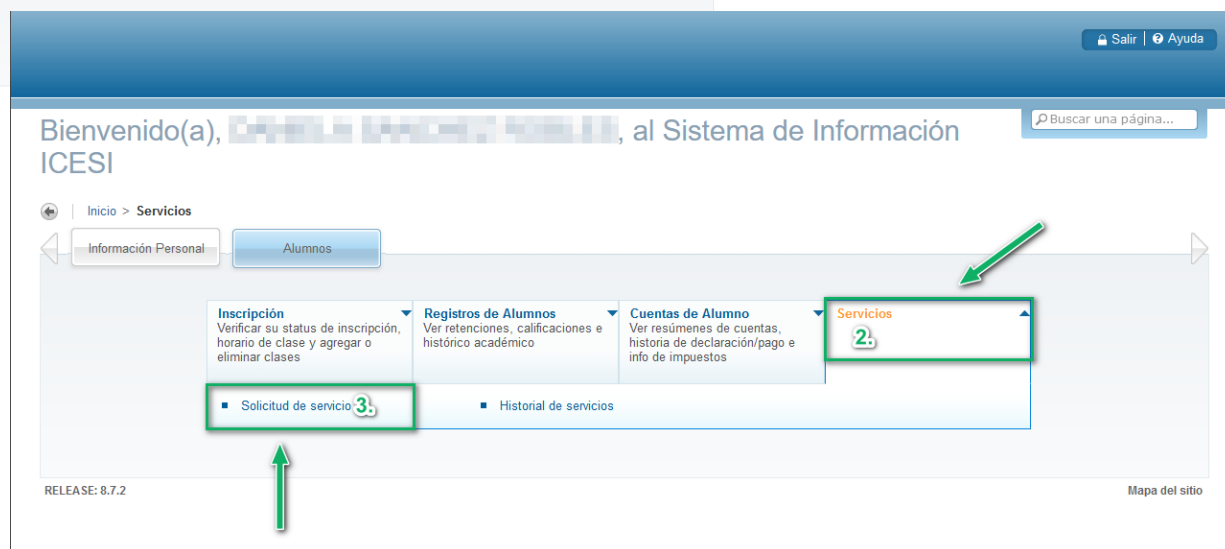 Salir | Ayuda
Bienvenido(a), , al Sistema de Información
ICESI
Buscar una página...
Inicio > Servicios
Información Personal
Alumnos
Inscripción
Verificar su status de inscripción,
horario de clase y agregar o
eliminar clases
Registros de Alumnos
Ver retenciones, calificaciones e
histórico académico
Cuentas de Alumno
Ver resúmenes de cuentas,
historia de declaración/pago e
info de impuestos
Servicios
2.
Solicitud de servicio 3.
Historial de servicios
RELEASE: 8.7.2
Mapa del sitio